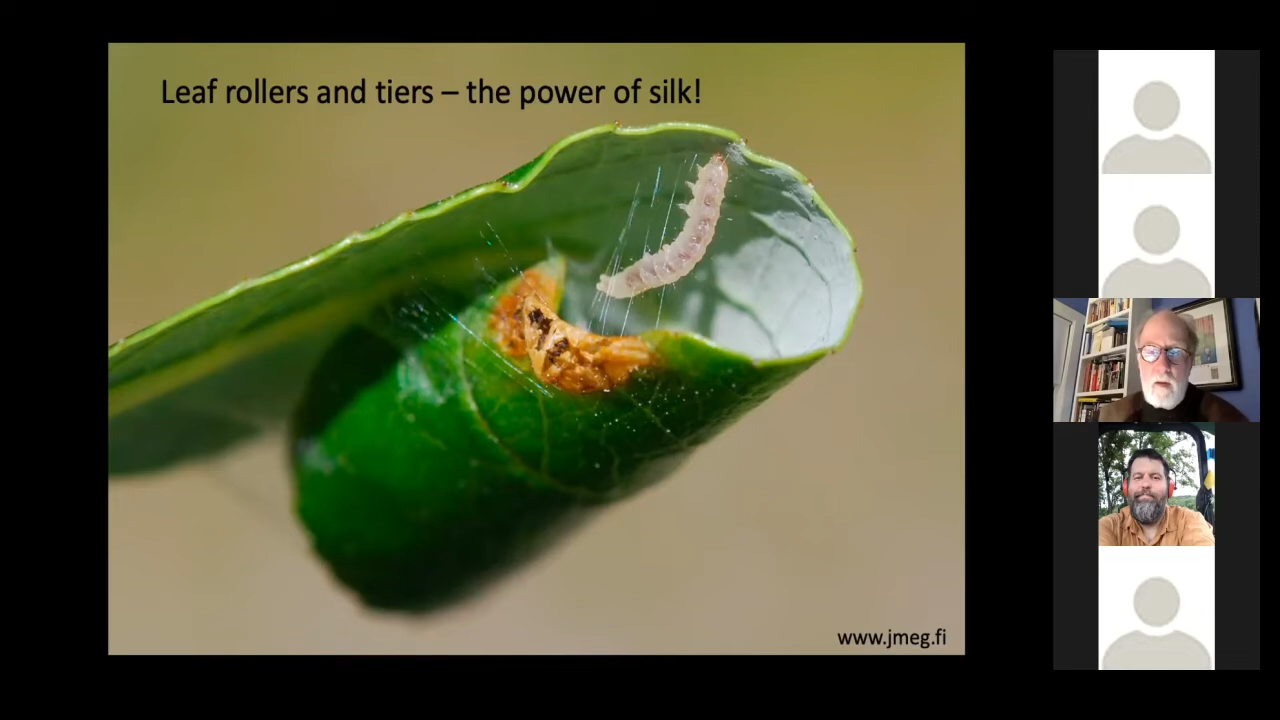 Leaf rollers and tiers – the power of silk!
www.jmeg.fi